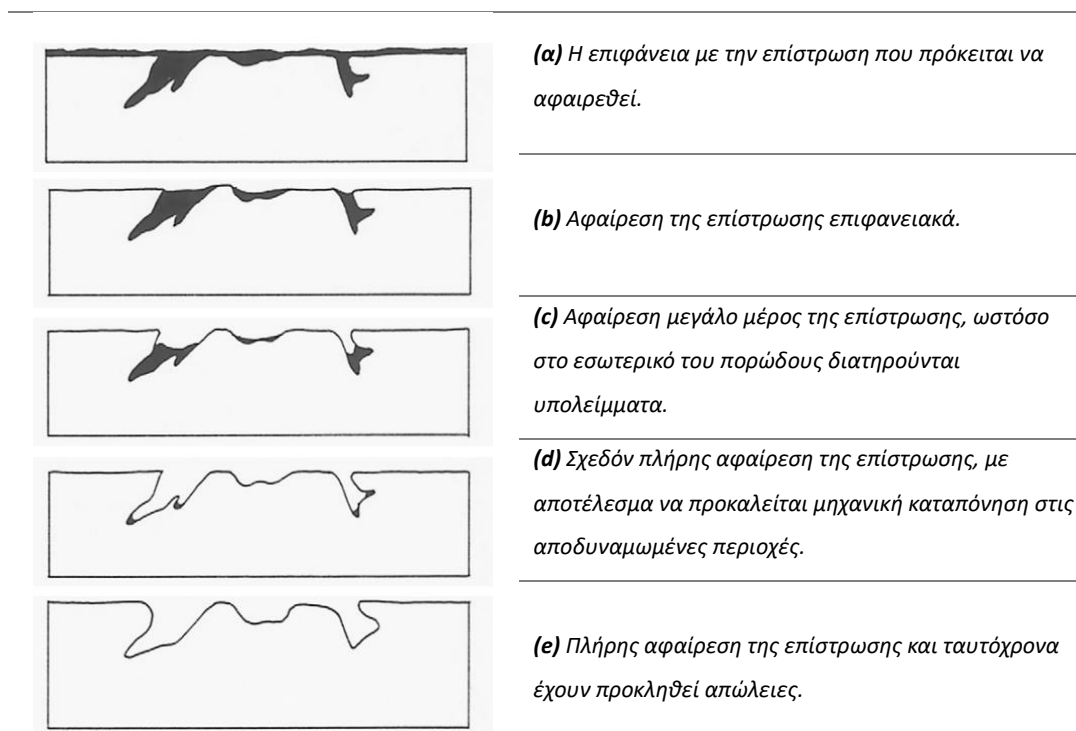 (α) Η επιφάνεια με την επίστρωση που πρόκειται να
αφαιρεθεί.
(b) Αφαίρεση της επίστρωσης επιφανειακά.
(c) Αφαίρεση μεγάλο μέρος της επίστρωσης, ωστόσο
στο εσωτερικό του πορώδους διατηρούνται
υπολείμματα.
(d) Σχεδόν πλήρης αφαίρεση της επίστρωσης, με
αποτέλεσμα να προκαλείται μηχανική καταπόνηση στις
αποδυναμωμένες περιοχές.
(e) Πλήρης αφαίρεση της επίστρωσης και ταυτόχρονα
έχουν προκληθεί απώλειες.